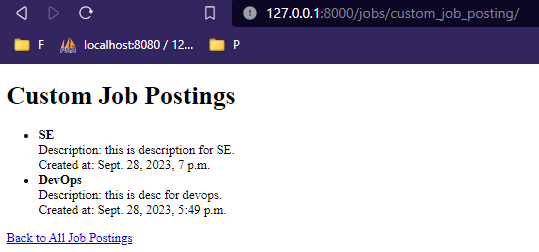 127.0.0.1:8000/jobs/custom_job_posting/
F
localhost:8080 / 12...
P
Custom Job Postings
SE
Description: this is description for SE.
Created at: Sept. 28, 2023, 7 p.m.
DevOps
Description: this is desc for devops.
Created at: Sept. 28, 2023, 5:49 p.m.
Back to All Job Postings